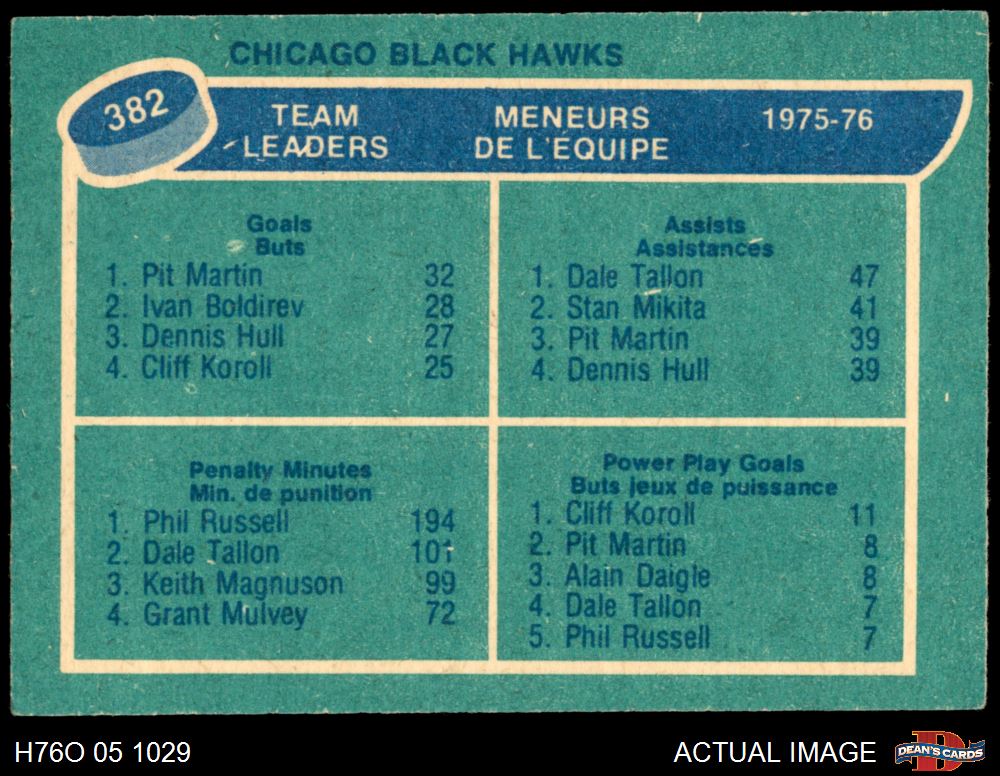 CHICAGO BLACK HAWKS
382
TEAM LEADERS
MENEURS DE L'ÉQUIPE
1975-76
Goals
Buts
1. Pit Martin 32
2. Ivan Boldirev 28
3. Dennis Hull 27
4. Cliff Koroll 25
Assists
Assistances
1. Dale Tallon 47
2. Stan Mikita 41
3. Pit Martin 39
4. Dennis Hull 39
Penalty Minutes
Min. de punition
1. Phil Russell 194
2. Dale Tallon 101
3. Keith Magnuson 99
4. Grant Mulvey 72
Power Play Goals
Buts jeux de puissance
1. Cliff Koroll 11
2. Pit Martin 8
3. Alain Daigle 8
4. Dale Tallon 7
5. Phil Russell 7
H76O 05 1029
ACTUAL IMAGE
D
DEAN'S CARDS